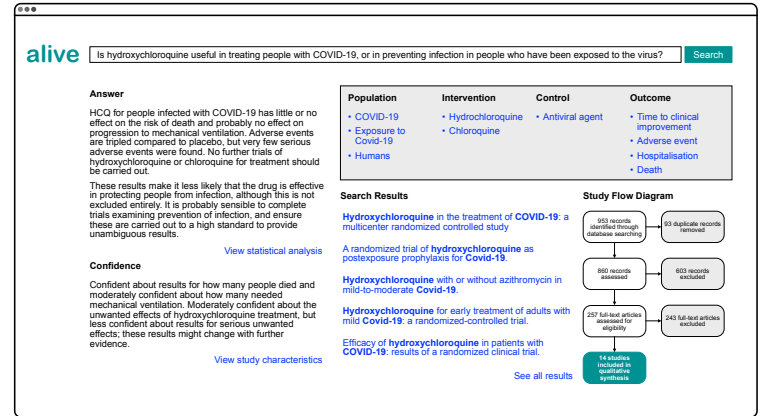 alive
Is hydroxychloroquine useful in treating people with COVID-19, or in preventing infection in people who have been exposed to the virus?
Search
Answer
HCQ for people infected with COVID-19 has little or no
effect on the risk of death and probably no effect on
progression to mechanical ventilation. Adverse events
are tripled compared to placebo, but very few serious
adverse events were found. No further trials of
hydroxychloroquine or chloroquine for treatment should
be carried out.
These results make it less likely that the drug is effective
in protecting people from infection, although this is not
excluded entirely. It is probably sensible to complete
trials examining prevention of infection, and ensure
these are carried out to a high standard to provide
unambiguous results.
View statistical analysis
Confidence
Confident about results for how many people died and
moderately confident about how many needed
mechanical ventilation. Moderately confident about the
unwanted effects of hydroxychloroquine treatment, but
less confident about results for serious unwanted
effects; these results might change with further
evidence.
View study characteristics
Population
• COVID-19
• Exposure to
Covid-19
• Humans
Intervention
• Hydrochloroquine
• Chloroquine
Control
• Antiviral agent
Outcome
• Time to clinical
improvement
• Adverse event
• Hospitalisation
• Death
Search Results
Hydroxychloroquine in the treatment of COVID-19: a
multicenter randomized controlled study
A randomized trial of hydroxychloroquine as
postexposure prophylaxis for Covid-19.
Hydroxychloroquine with or without azithromycin in
mild-to-moderate Covid-19.
Hydroxychloroquine for early treatment of adults with
mild Covid-19: a randomized-controlled trial.
Efficacy of hydroxychloroquine in patients with
COVID-19: results of a randomized clinical trial.
See all results
Study Flow Diagram
953 records
identified through
database searching
93 duplicate records
removed
860 records
assessed
603 records
excluded
257 full-text articles
assessed for
eligibility
243 full-text articles
excluded
14 studies
included in
qualitative
synthesis